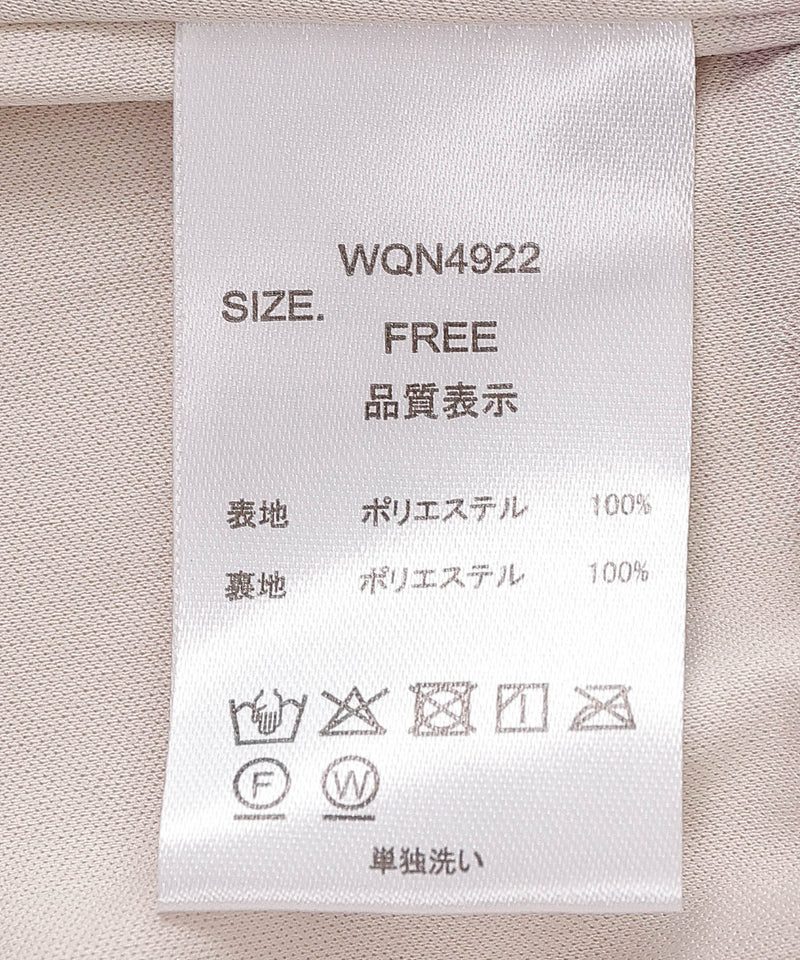 WQN4922
SIZE.
FREE
品質表示
表地 ポリエステル 100%
裏地 ポリエステル 100%
F W
単独洗い